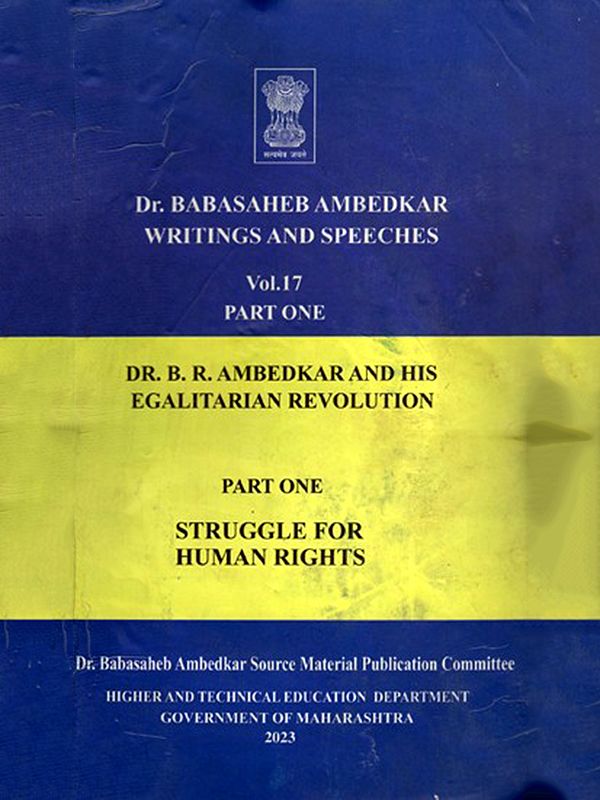 सत्यमेव जयते
Dr. BABASAHEB AMBEDKAR
WRITINGS AND SPEECHES
Vol.17
PART ONE
DR. B. R. AMBEDKAR AND HIS
EGALITARIAN REVOLUTION
PART ONE
STRUGGLE FOR
HUMAN RIGHTS
Dr. Babasaheb Ambedkar Source Material Publication Committee
HIGHER AND TECHNICAL EDUCATION DEPARTMENT
GOVERNMENT OF MAHARASHTRA
2023